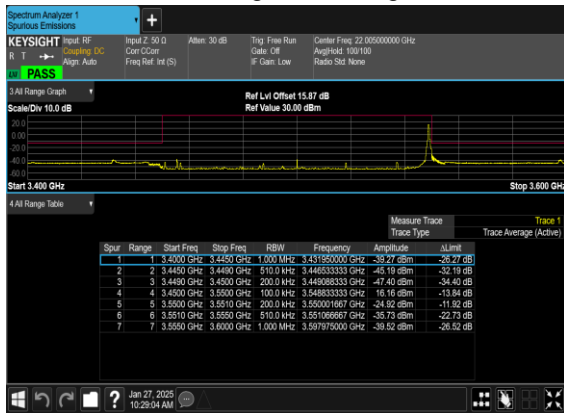 Spectrum Analyzer 1
Spurious Emissions
KEYSIGHT Input: RF Input Z: 50 Ω Atten: 30 dB Trig: Free Run Center Freq: 22.005000000 GHz
R T Coupling: DC Corr CCorr Gate: Off Avg|Hold: 100/100
Align: Auto Freq Ref: Int (S) IF Gain: Low Radio Std: None
PASS
3 All Range Graph
Ref Lvl Offset 15.87 dB
Scale/Div 10.0 dB Ref Value 30.00 dBm
20.0
0.00
-20.0
-40.0
-60.0
Start 3.400 GHz Stop 3.600 GHz
4 All Range Table
Measure Trace Trace 1
Trace Type Trace Average (Active)
Spur Range Start Freq Stop Freq RBW Frequency Amplitude ΔLimit
1 1 3.4000 GHz 3.4450 GHz 1.000 MHz 3.431950000 GHz -39.27 dBm -26.27 dB
2 2 3.4450 GHz 3.4490 GHz 510.0 kHz 3.446533333 GHz -45.19 dBm -32.19 dB
3 3 3.4490 GHz 3.4500 GHz 200.0 kHz 3.449088333 GHz -47.40 dBm -34.40 dB
4 4 3.4500 GHz 3.5500 GHz 100.0 kHz 3.548833333 GHz 16.16 dBm -13.84 dB
5 5 3.5500 GHz 3.5510 GHz 200.0 kHz 3.550001667 GHz -24.92 dBm -11.92 dB
6 6 3.5510 GHz 3.5550 GHz 510.0 kHz 3.551066667 GHz -35.73 dBm -22.73 dB
7 7 3.5550 GHz 3.6000 GHz 1.000 MHz 3.597975000 GHz -39.52 dBm -26.52 dB
Jan 27, 2025
10:29:04 AM